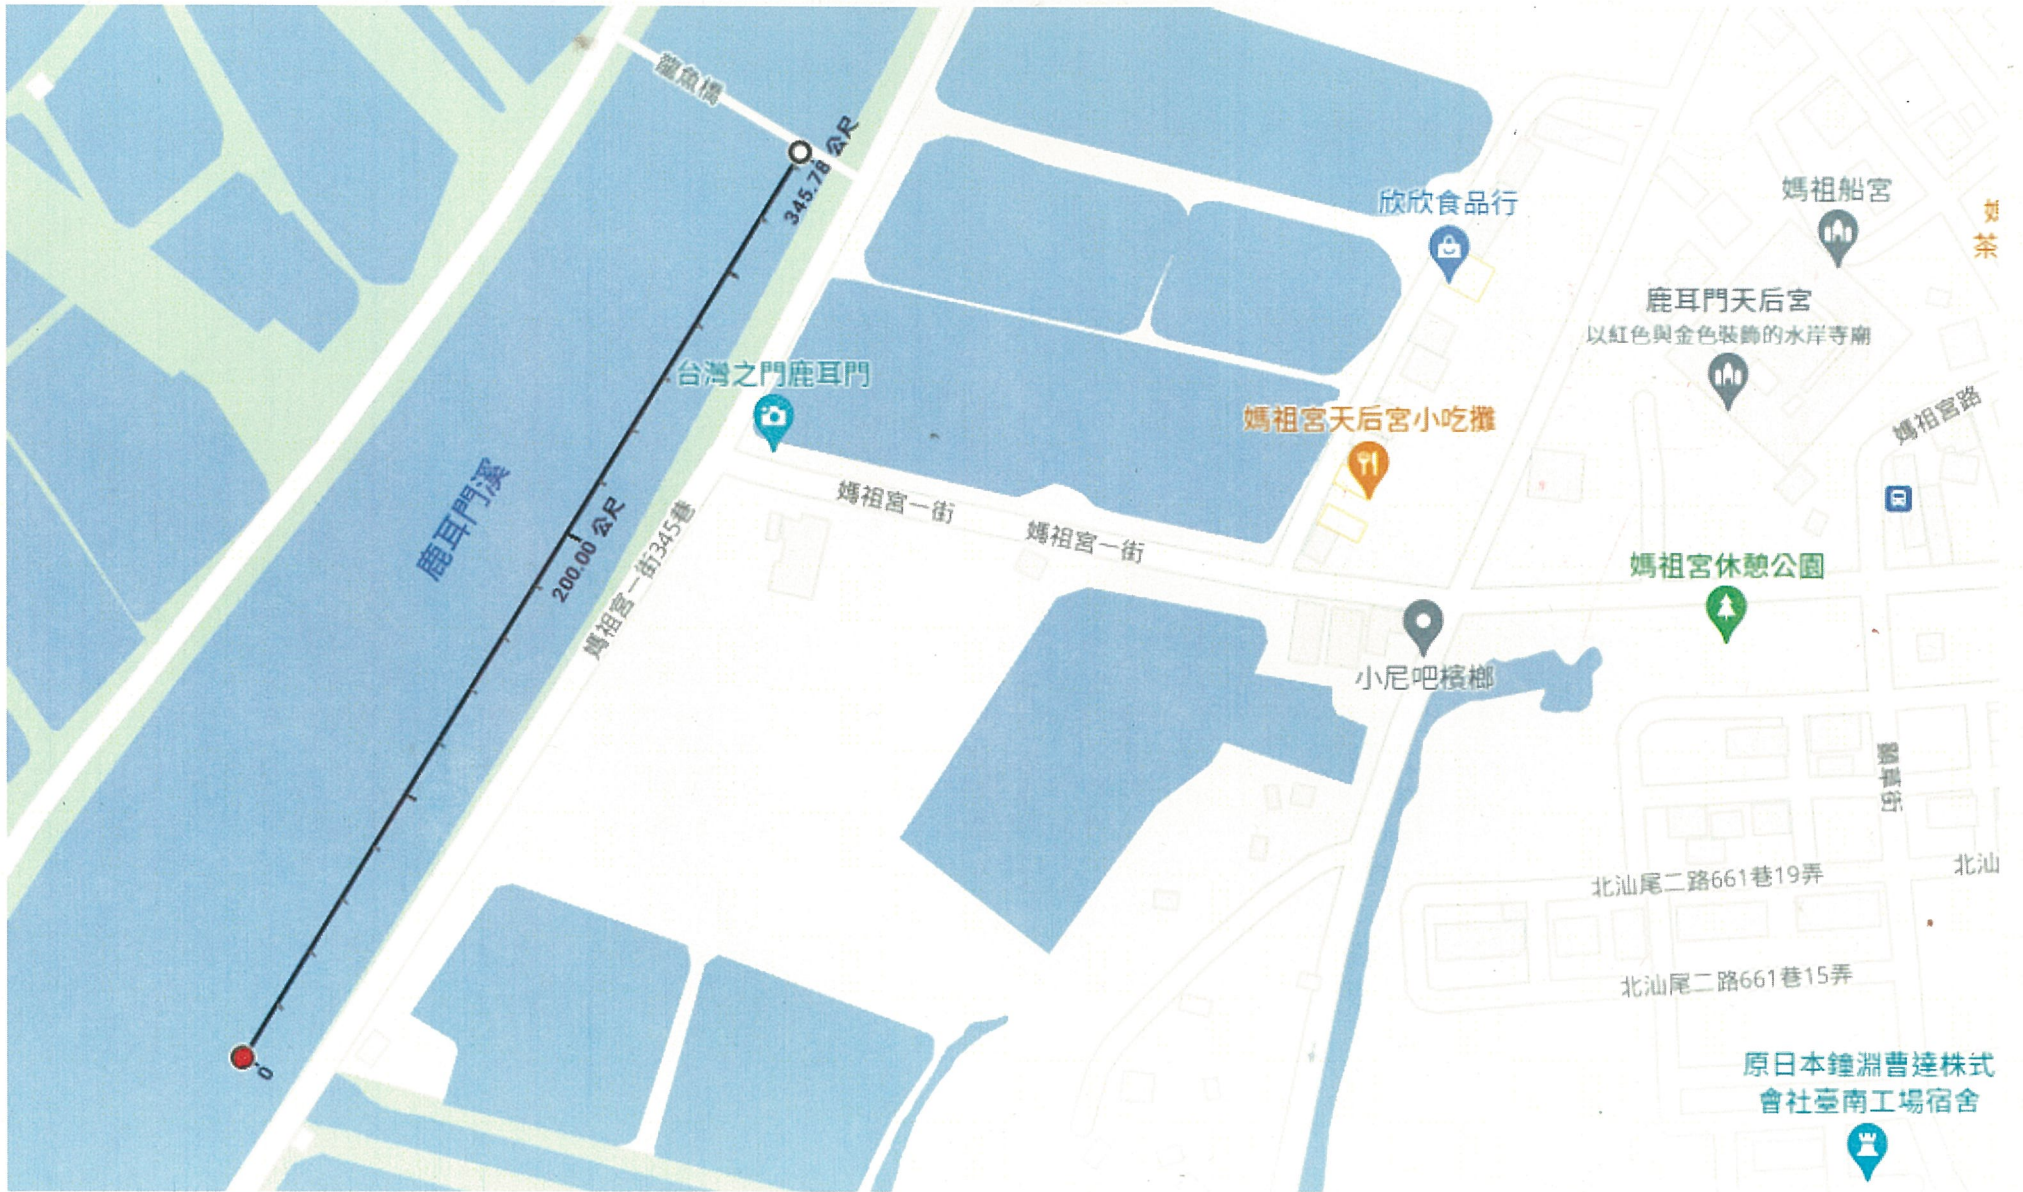 龍魚橋
345.78 公尺
欣欣食品行
媽祖船宮
茶
鹿耳門天后宮
以紅色與金色裝飾的水岸寺廟
台灣之門鹿耳門
媽祖宮天后宮小吃攤
媽祖宮路
鹿耳門溪
200.00 公尺
媽祖宮一街345巷
媽祖宮一街
媽祖宮一街
媽祖宮休憩公園
小尼吧檳榔
顯草街
北汕尾二路661巷19弄
北汕
北汕尾二路661巷15弄
0
原日本鐘淵曹達株式
會社臺南工場宿舍